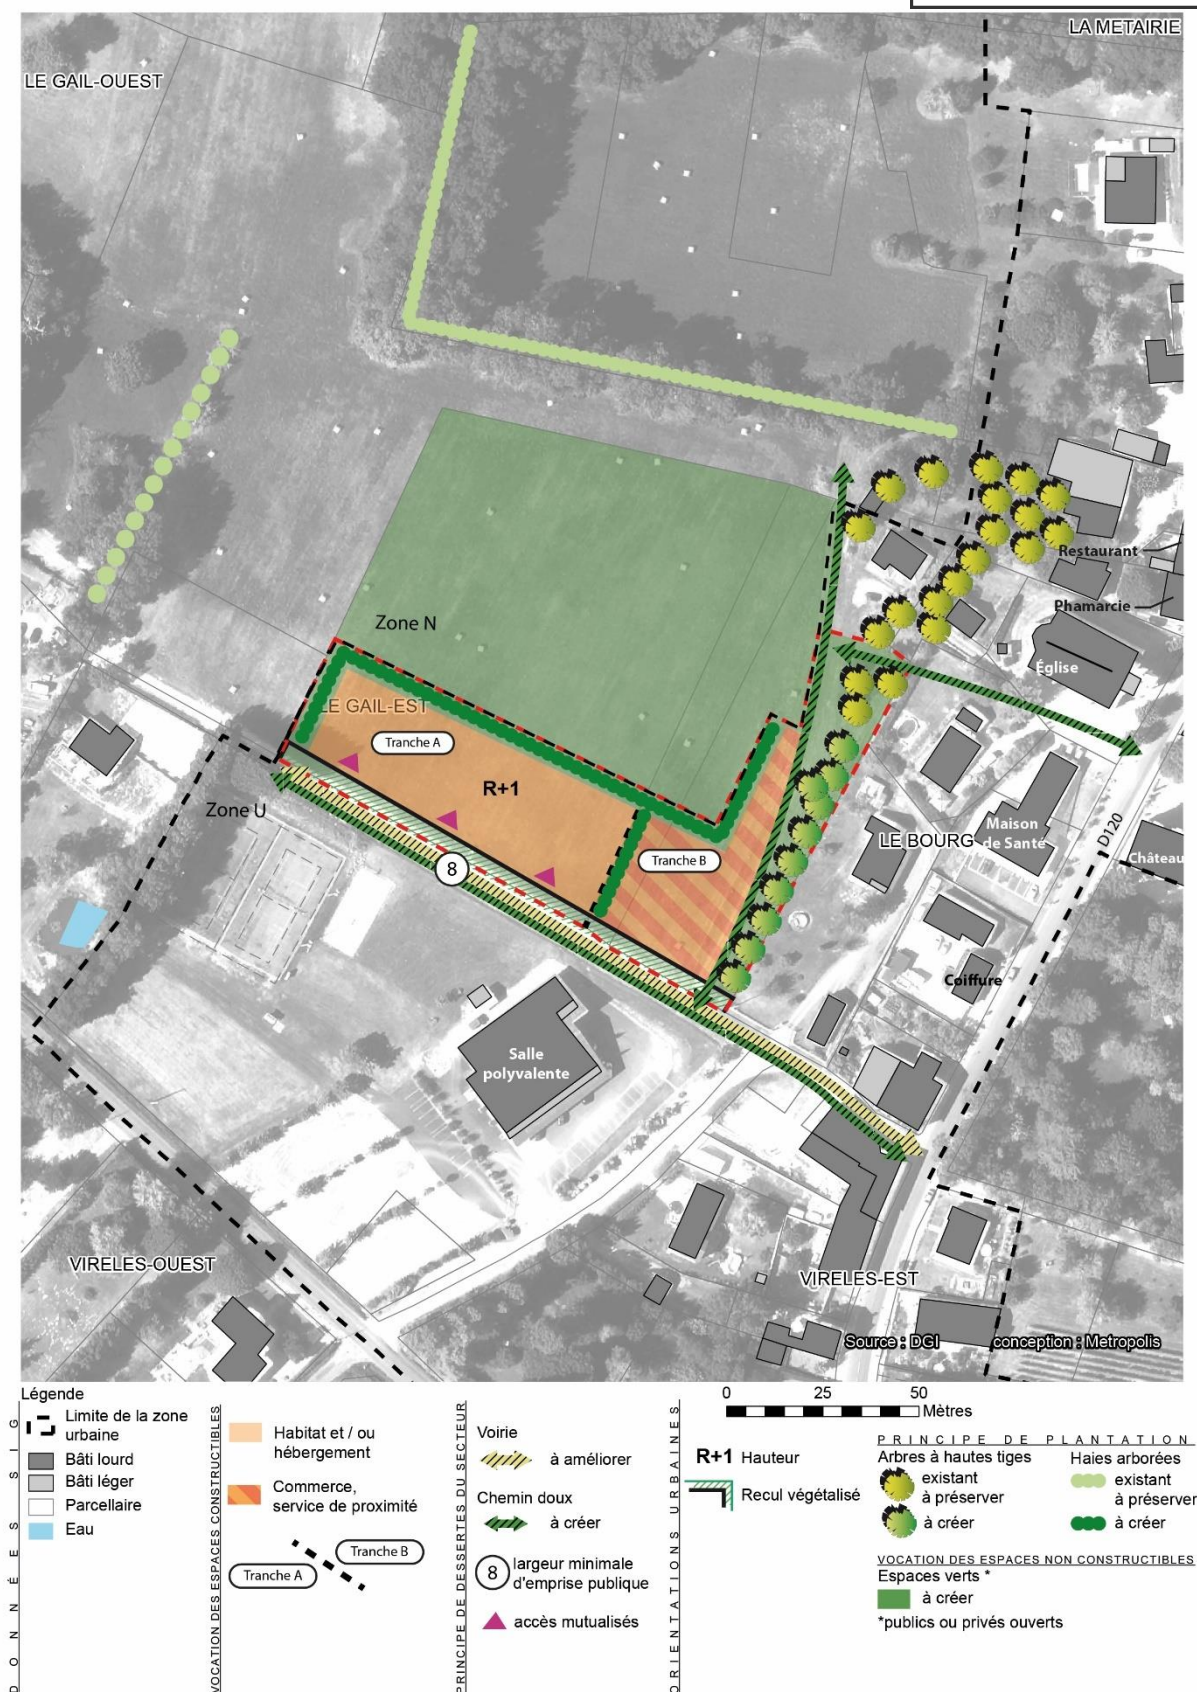 LA METAIRIE
LE GAIL-OUEST
Restaurant
Phamarcie
Zone N
Église
LE GAIL-EST
Tranche A
R+1
Zone U
D120
Maison
de Santé
LE BOURG
Château
Tranche B
8
Coiffure
Salle
polyvalente
VIRELES-OUEST
VIRELES-EST
Source : DGI
conception : Metropolis
Légende
DONNÉES SIG
Limite de la zone
urbaine
Bâti lourd
Bâti léger
Parcellaire
Eau
VOCATION DES ESPACES CONSTRUCTIBLES
Habitat et / ou
hébergement
Commerce,
service de proximité
Tranche B
Tranche A
PRINCIPE DE DESSERTES DU SECTEUR
Voirie
à améliorer
Chemin doux
à créer
8
largeur minimale
d'emprise publique
accès mutualisés
ORIENTATIONS URBAINES
0 25 50
Mètres
R+1 Hauteur
Recul végétalisé
PRINCIPE DE PLANTATION
Arbres à hautes tiges
existant
à préserver
à créer
Haies arborées
existant
à préserver
à créer
VOCATION DES ESPACES NON CONSTRUCTIBLES
Espaces verts *
à créer
*publics ou privés ouverts